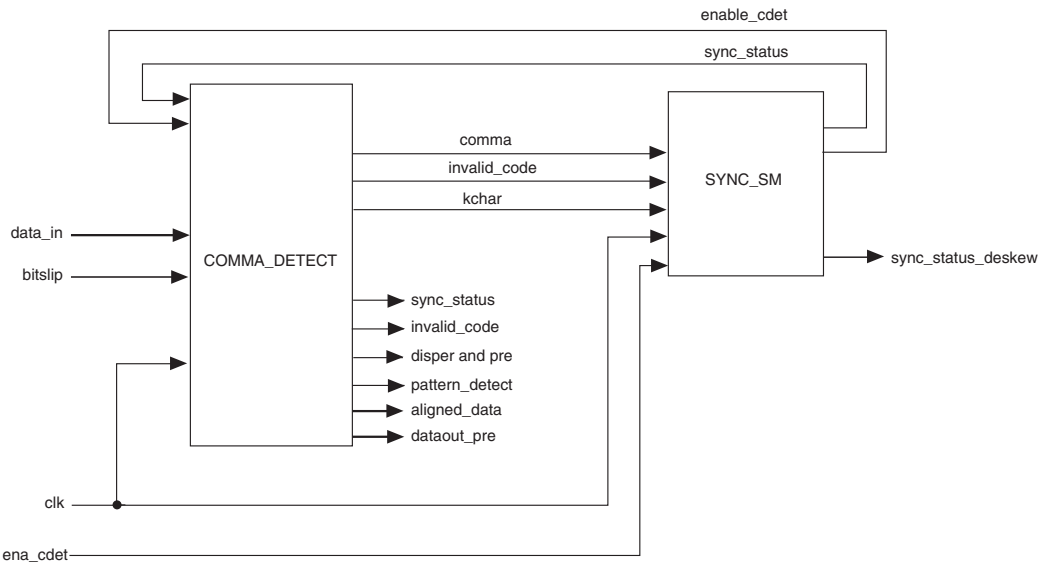 enable_cdet
sync_status
comma
invalid_code
kchar
SYNC_SM
data_in
bitslip
COMMA_DETECT
sync_status_deskew
sync_status
invalid_code
disper and pre
pattern_detect
aligned_data
dataout_pre
clk
ena_cdet